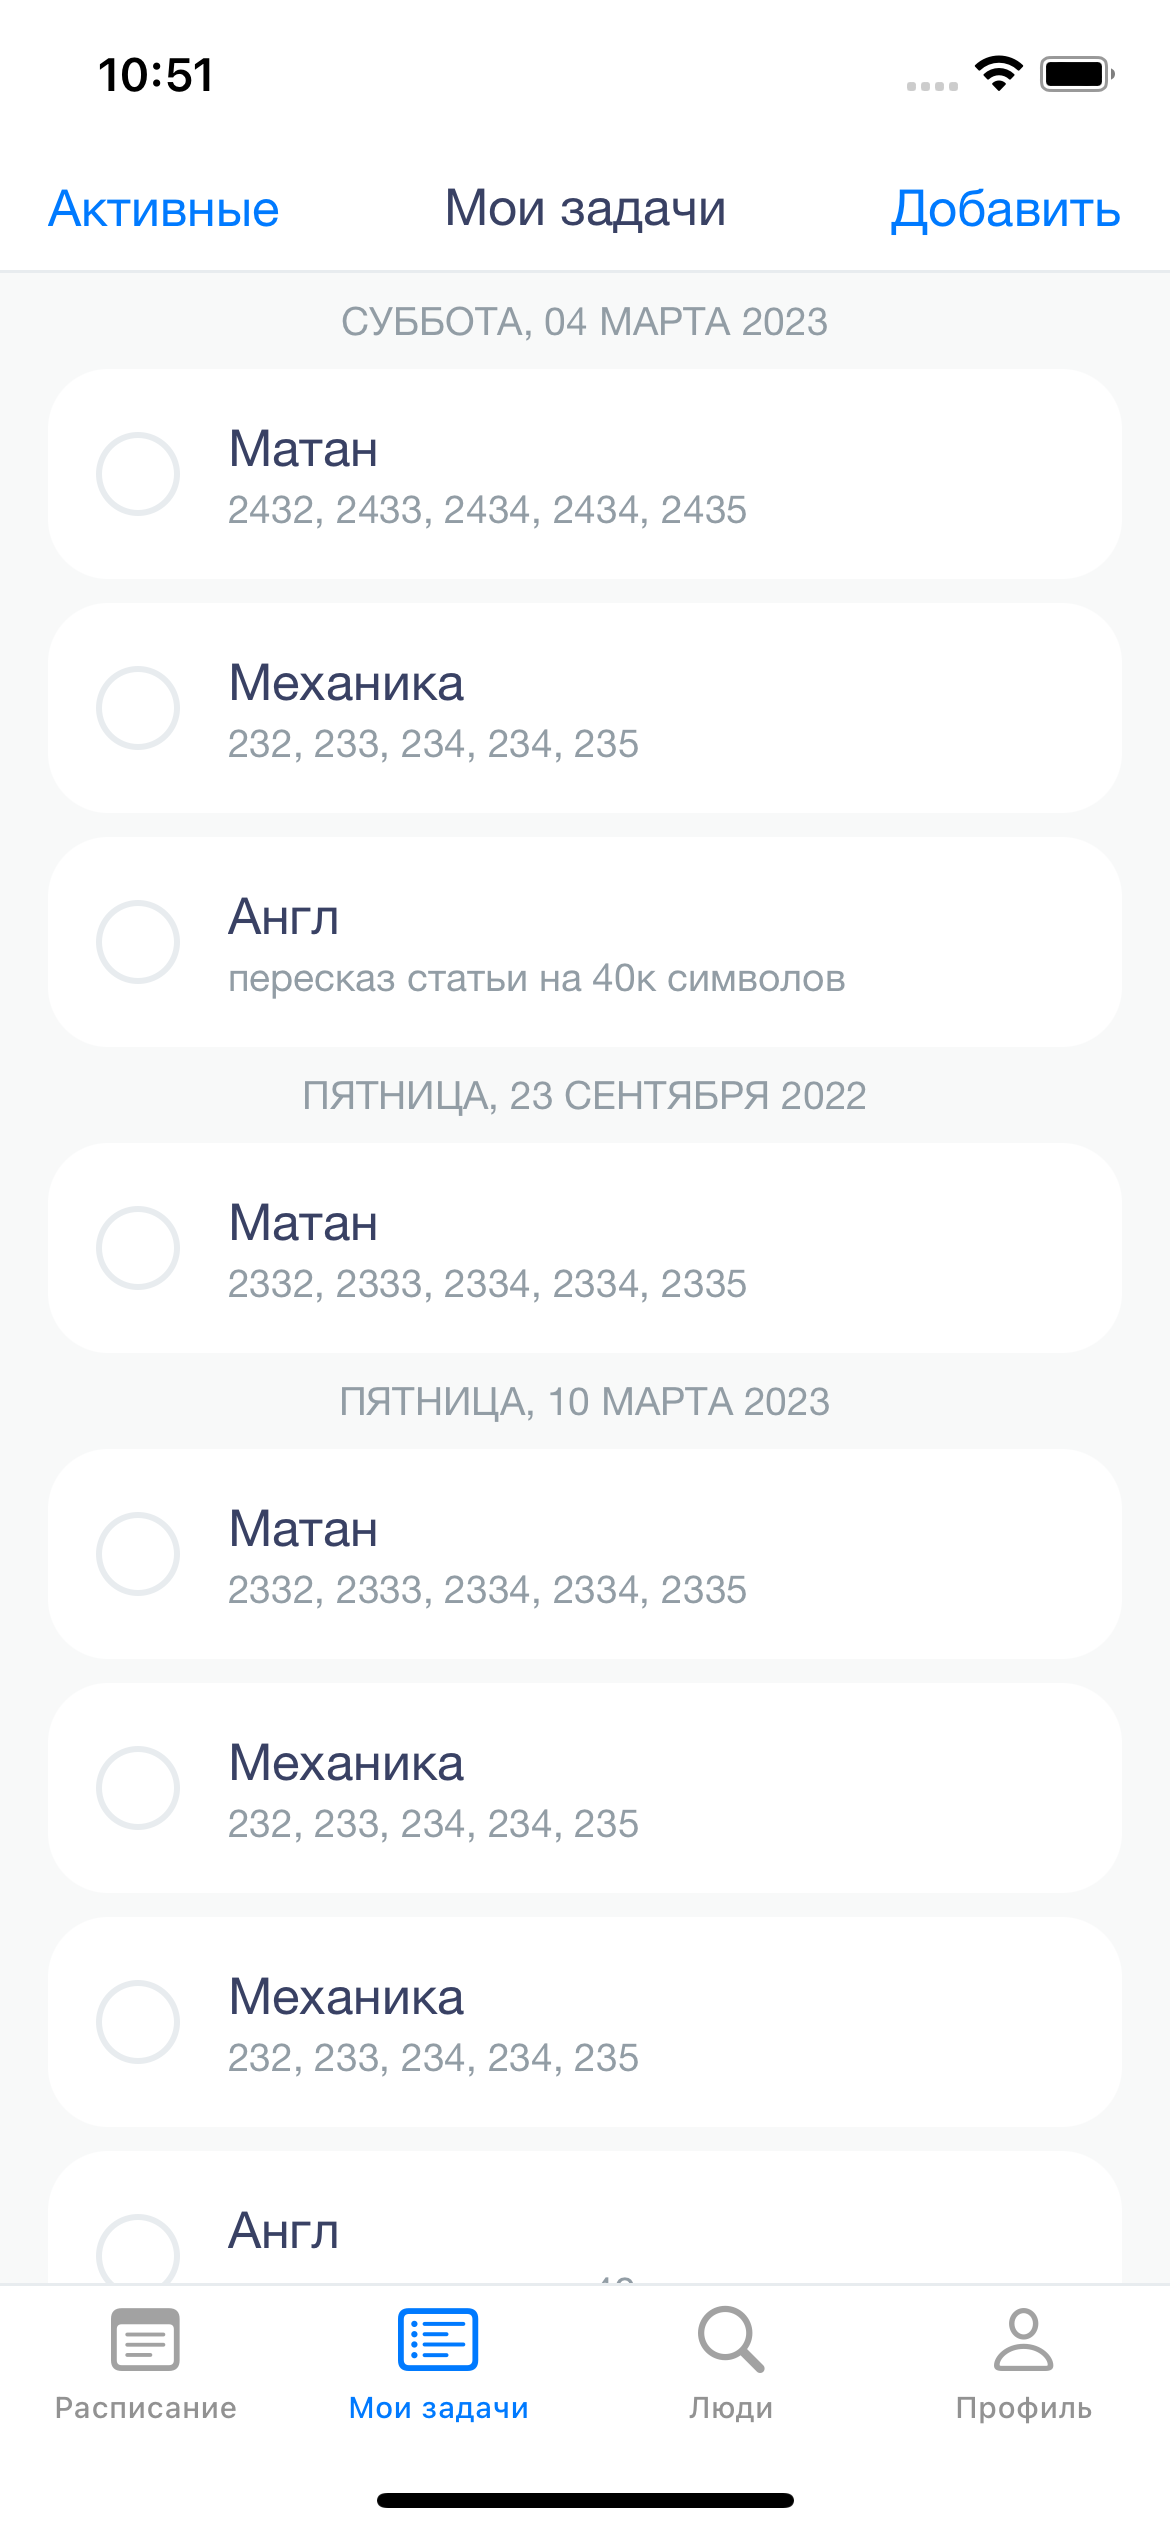 10:51
Активные Мои задачи Добавить
СУББОТА, 04 МАРТА 2023
Матан
2432, 2433, 2434, 2434, 2435
Механика
232, 233, 234, 234, 235
Англ
пересказ статьи на 40к символов
ПЯТНИЦА, 23 СЕНТЯБРЯ 2022
Матан
2332, 2333, 2334, 2334, 2335
ПЯТНИЦА, 10 МАРТА 2023
Матан
2332, 2333, 2334, 2334, 2335
Механика
232, 233, 234, 234, 235
Механика
232, 233, 234, 234, 235
Англ
Расписание Мои задачи Люди Профиль